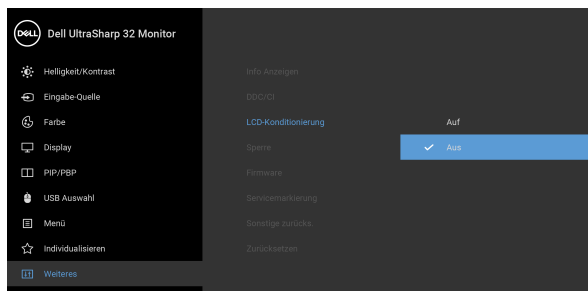 DELL Dell UltraSharp 32 Monitor
Helligkeit/Kontrast
Eingabe-Quelle
Farbe
Display
PIP/PBP
USB Auswahl
Menü
Individualisieren
Weiteres
Info Anzeigen
DDC/CI
LCD-Konditionierung
Sperre
Firmware
Servicemarkierung
Sonstige zurücks.
Zurücksetzen
Auf
Aus